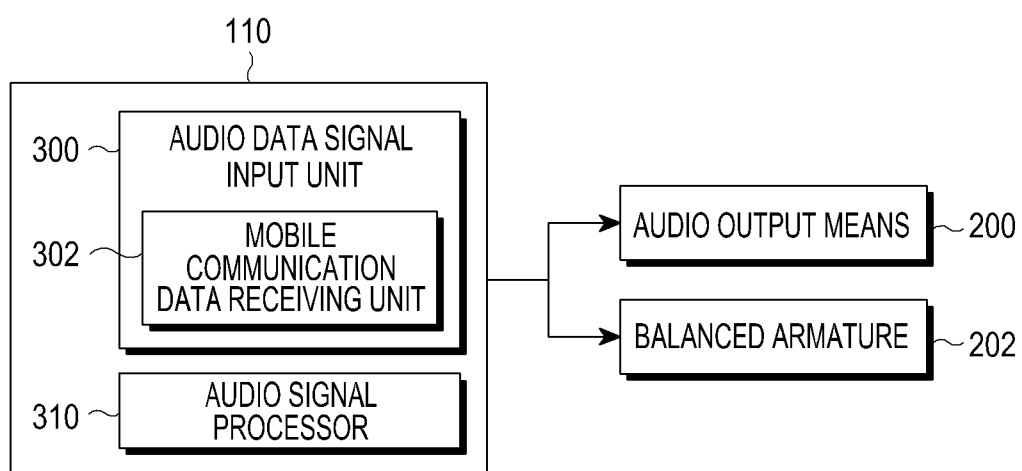 110
300
AUDIO DATA SIGNAL
INPUT UNIT
302
MOBILE
COMMUNICATION
DATA RECEIVING UNIT
310
AUDIO SIGNAL
PROCESSOR
AUDIO OUTPUT MEANS
200
BALANCED ARMATURE
202